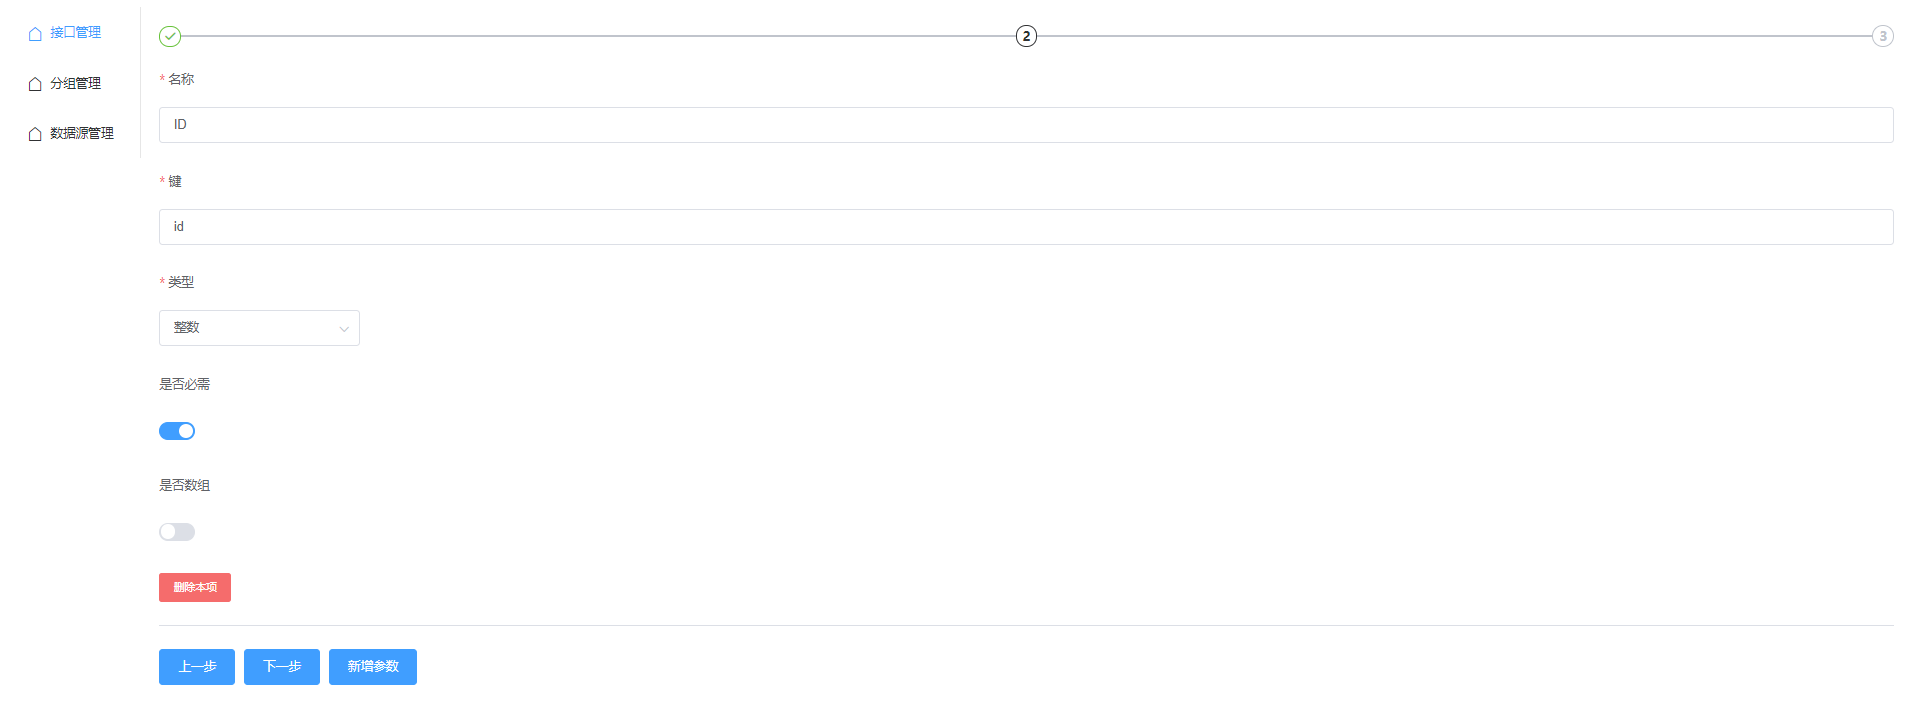 接口管理
分组管理
数据源管理
2
3
* 名称
ID
* 键
id
* 类型
整数
是否必需
是否数组
删除本项
上一步
下一步
新增参数